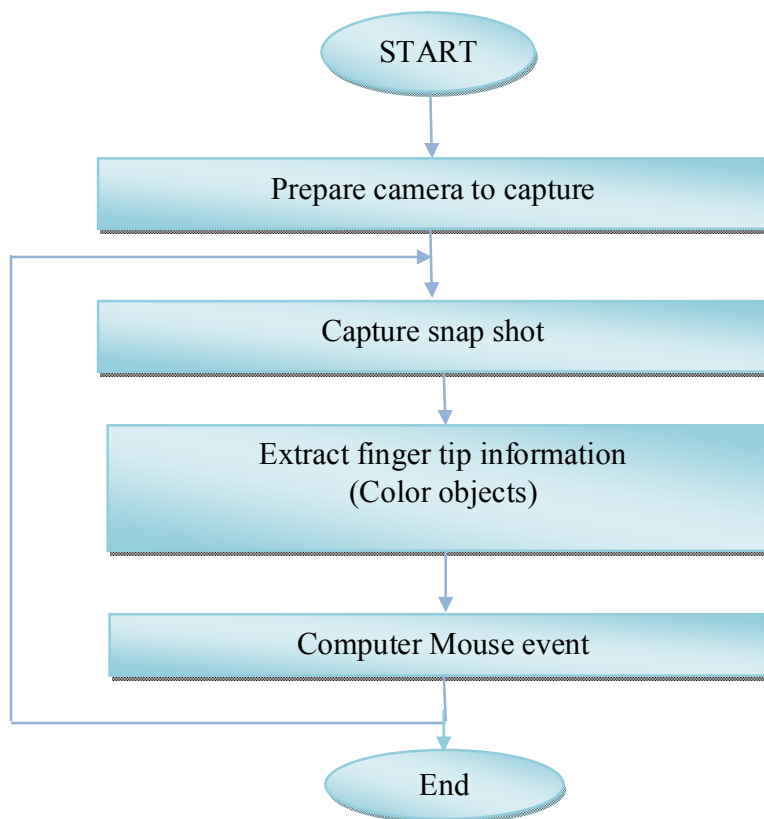 START
Prepare camera to capture
Capture snap shot
Extract finger tip information
(Color objects)
Computer Mouse event
End